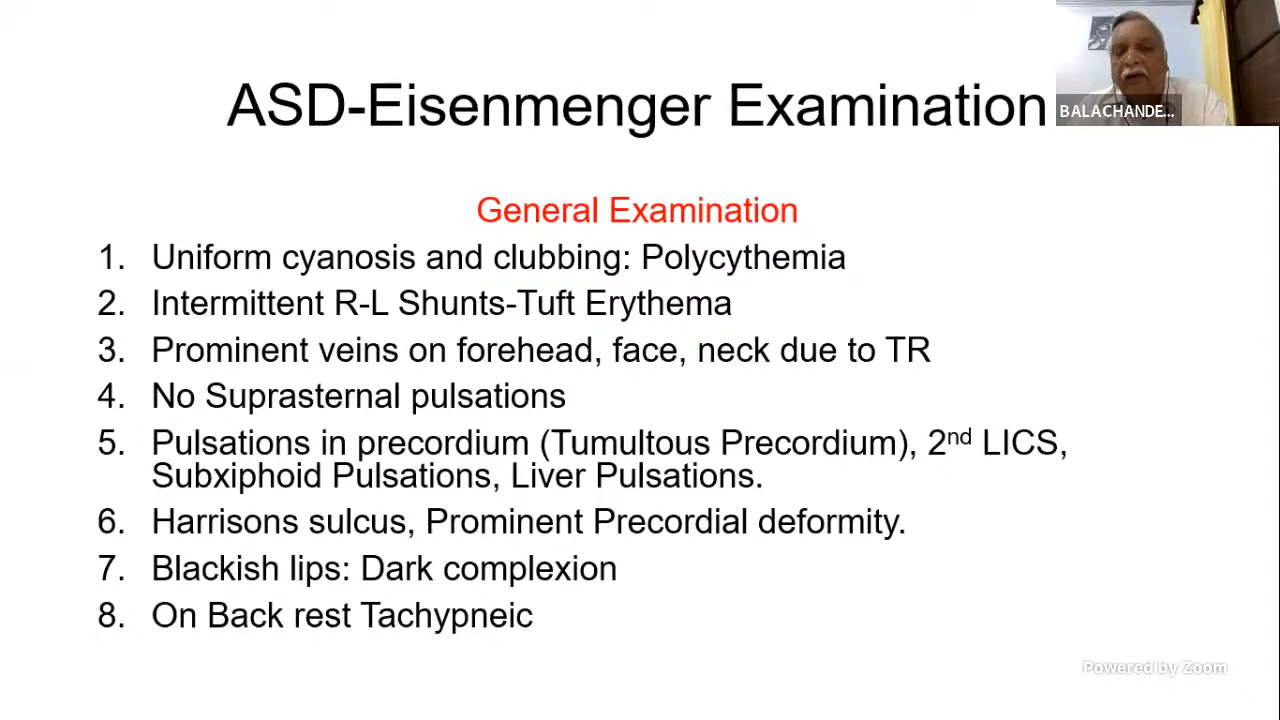 ASD-Eisenmenger Examination
BALACHANDE...
General Examination
1. Uniform cyanosis and clubbing: Polycythemia
2. Intermittent R-L Shunts-Tuft Erythema
3. Prominent veins on forehead, face, neck due to TR
4. No Suprasternal pulsations
5. Pulsations in precordium (Tumultous Precordium), 2nd LICS,
Subxiphoid Pulsations, Liver Pulsations.
6. Harrisons sulcus, Prominent Precordial deformity.
7. Blackish lips: Dark complexion
8. On Back rest Tachypneic
Powered by Zoom